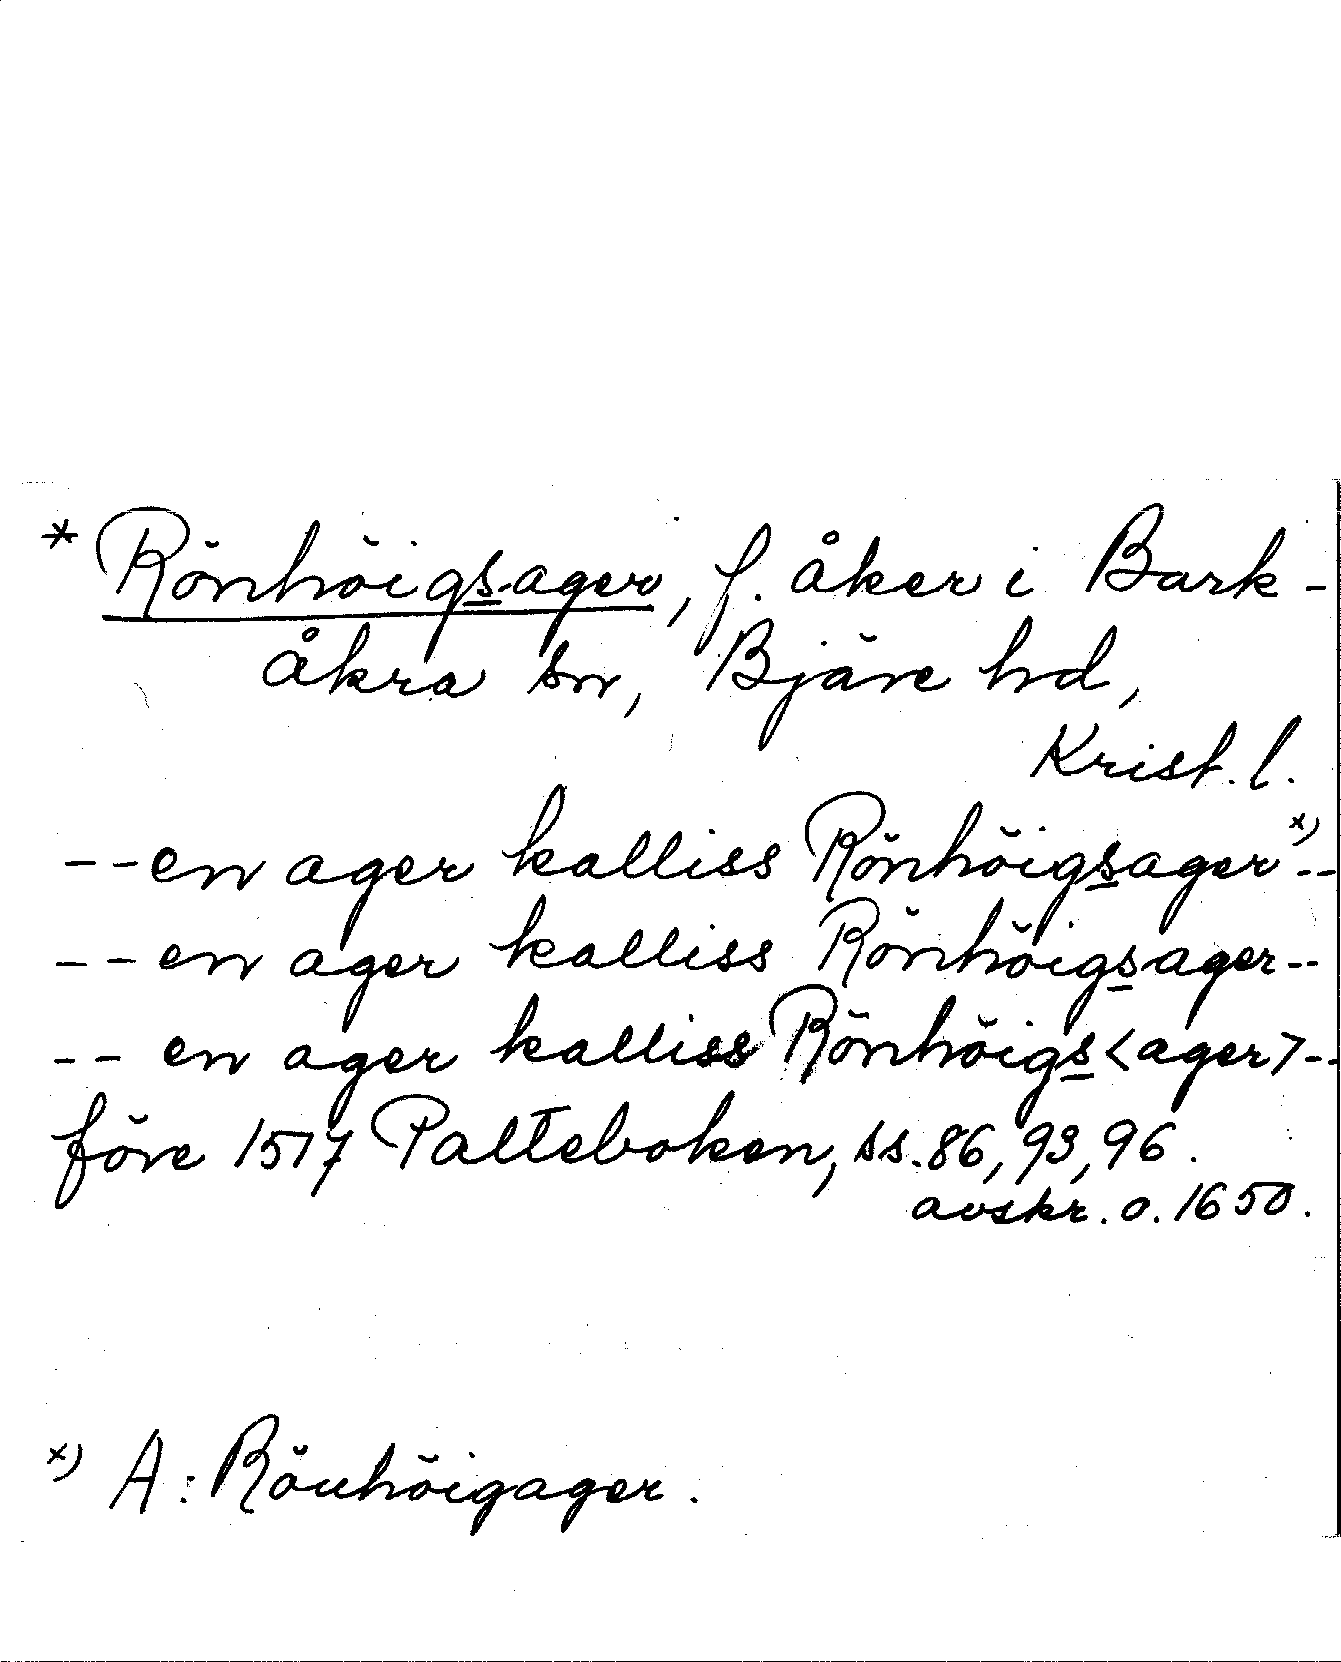 * Rönhöigsager, f. åker i Bark-
åkra sn, Bjäre hd,
Krist. l.
--en ager kalliss Rönhöigsager x)--
--en ager kalliss Rönhöigsager--
-- en ager kalliss Rönhöigs<ager>--
före 1517 Palteboken, ss. 86, 93, 96.
avskr. o. 1650.
x) A: Röuhöigager.